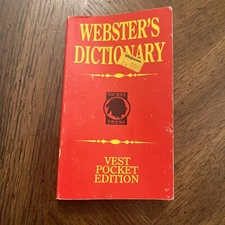 WEBSTER'S
DICTIONARY
VEST
POCKET
EDITION